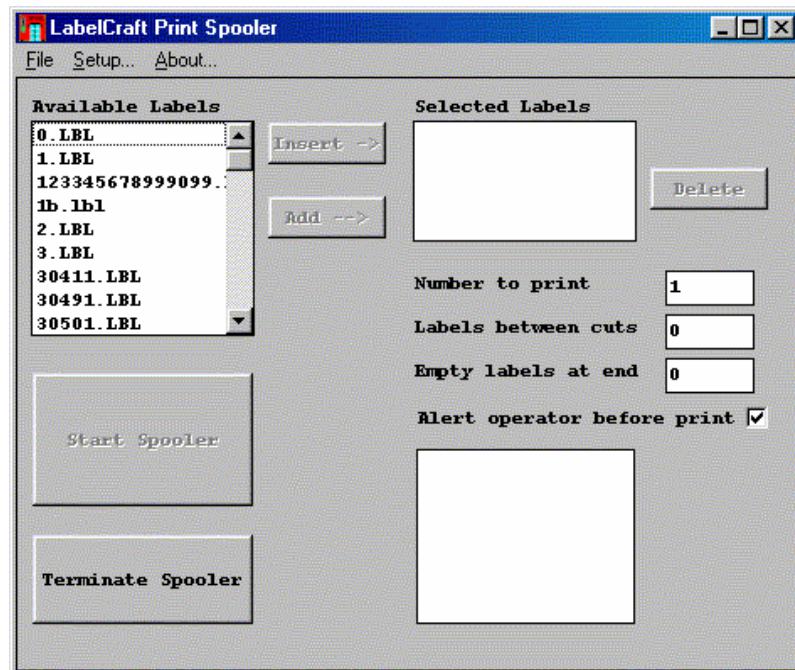 LabelCraft Print Spooler
File Setup... About...
Available Labels
0.LBL
1.LBL
123345678999099.
1b.lbl
2.LBL
3.LBL
30411.LBL
30491.LBL
30501.LBL
Insert ->
Add -->
Start Spooler
Terminate Spooler
Selected Labels
Delete
Number to print 1
Labels between cuts 0
Empty labels at end 0
Alert operator before print